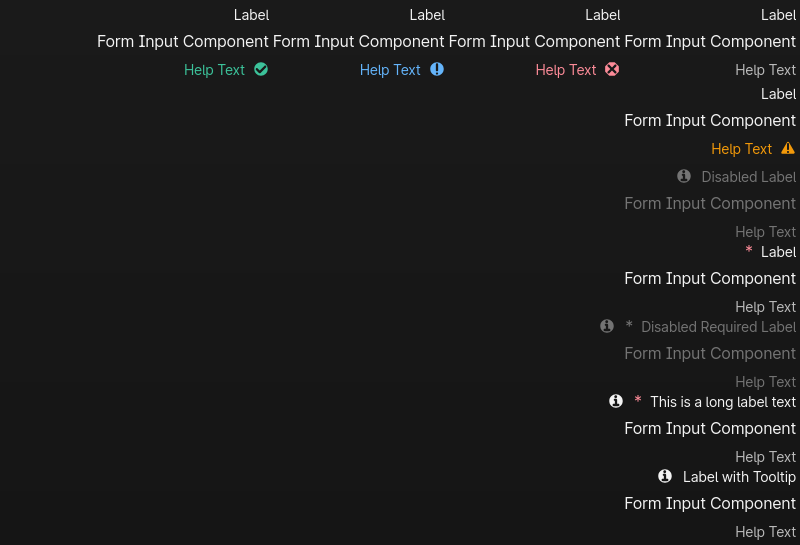 Label Label Label Label
Form Input Component Form Input Component Form Input Component Form Input Component
Help Text Help Text Help Text Help Text
Label
Form Input Component
Help Text
Disabled Label
Form Input Component
Help Text
* Label
Form Input Component
Help Text
* Disabled Required Label
Form Input Component
Help Text
* This is a long label text
Form Input Component
Help Text
Label with Tooltip
Form Input Component
Help Text